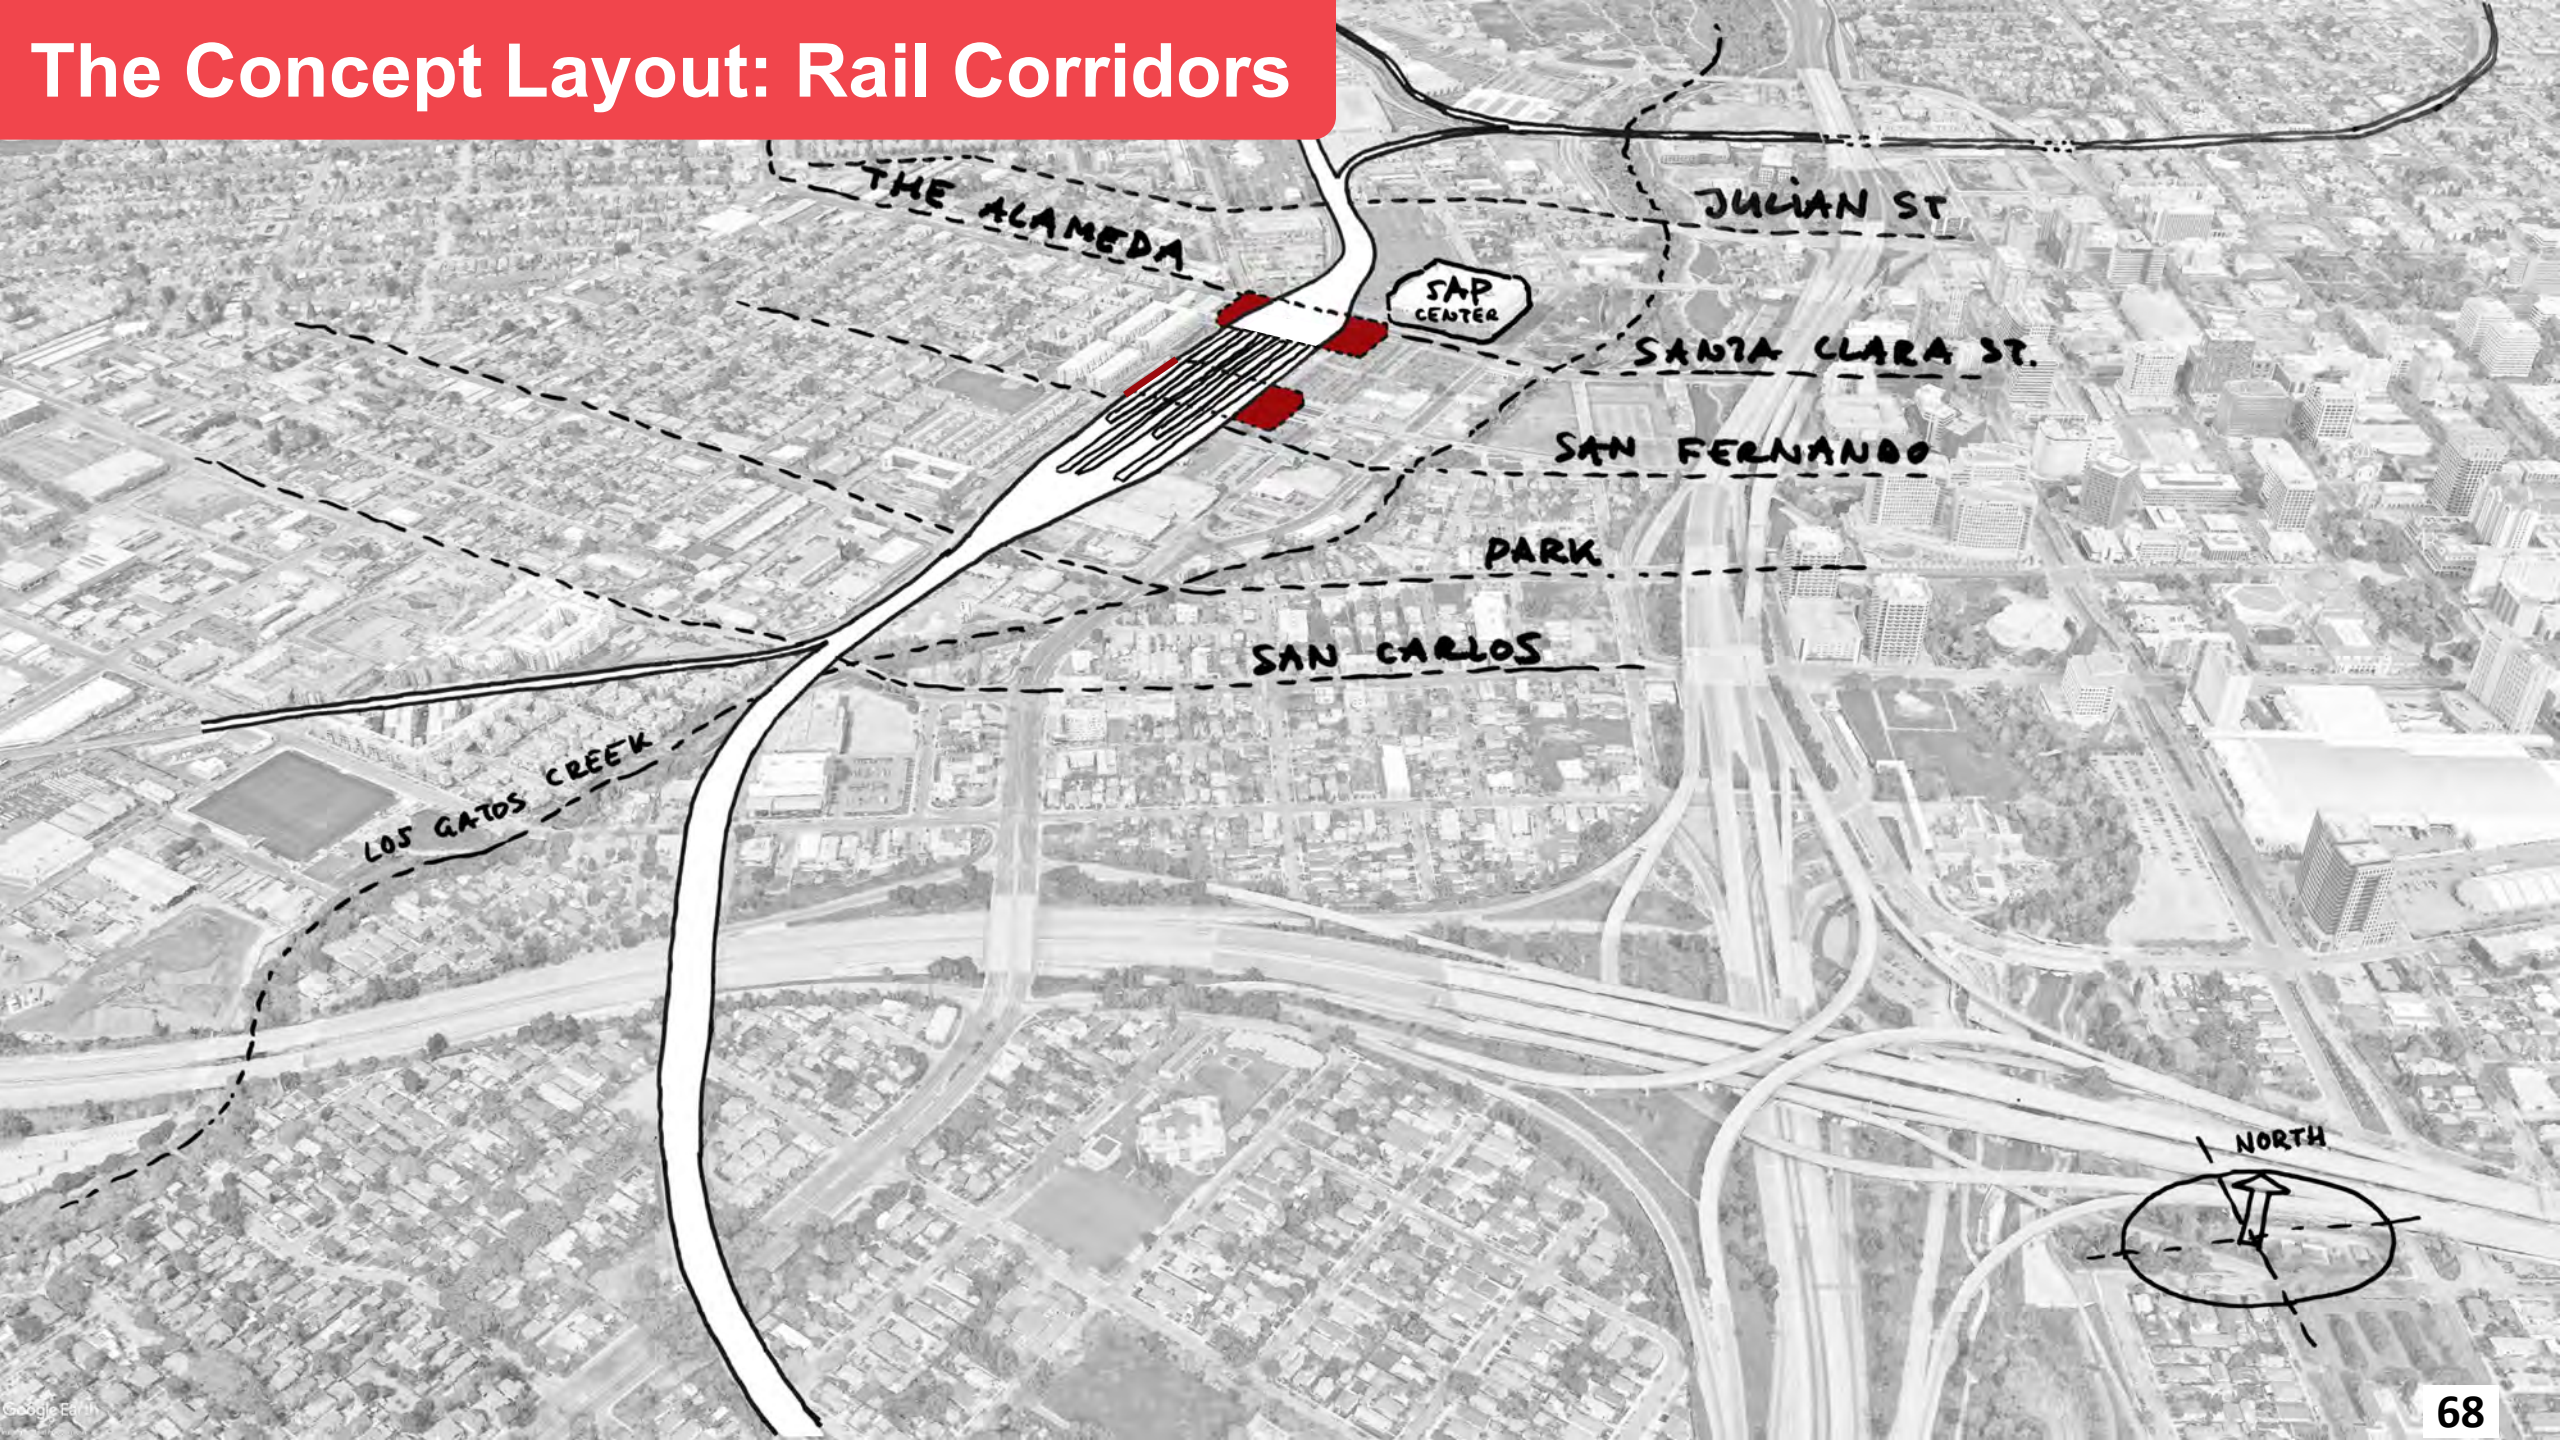 The Concept Layout: Rail Corridors
THE ALAMEDA
JULIAN ST
SAP
CENTER
SANTA CLARA ST.
SAN FERNANDO
PARK
SAN CARLOS
LOS GATOS CREEK
NORTH
Google Earth
68